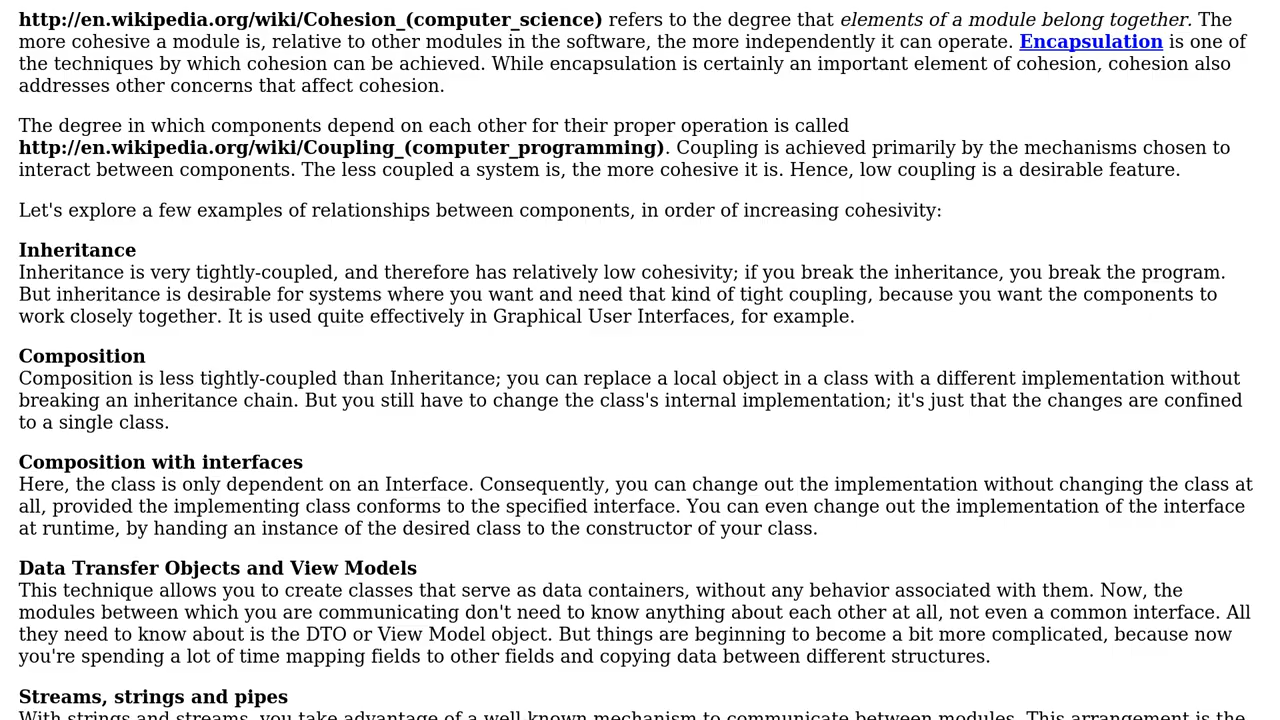 http://en.wikipedia.org/wiki/Cohesion_(computer_science) refers to the degree that elements of a module belong together. The
more cohesive a module is, relative to other modules in the software, the more independently it can operate. Encapsulation is one of
the techniques by which cohesion can be achieved. While encapsulation is certainly an important element of cohesion, cohesion also
addresses other concerns that affect cohesion.
The degree in which components depend on each other for their proper operation is called
http://en.wikipedia.org/wiki/Coupling_(computer_programming). Coupling is achieved primarily by the mechanisms chosen to
interact between components. The less coupled a system is, the more cohesive it is. Hence, low coupling is a desirable feature.
Let's explore a few examples of relationships between components, in order of increasing cohesivity:
Inheritance
Inheritance is very tightly-coupled, and therefore has relatively low cohesivity; if you break the inheritance, you break the program.
But inheritance is desirable for systems where you want and need that kind of tight coupling, because you want the components to
work closely together. It is used quite effectively in Graphical User Interfaces, for example.
Composition
Composition is less tightly-coupled than Inheritance; you can replace a local object in a class with a different implementation without
breaking an inheritance chain. But you still have to change the class's internal implementation; it's just that the changes are confined
to a single class.
Composition with interfaces
Here, the class is only dependent on an Interface. Consequently, you can change out the implementation without changing the class at
all, provided the implementing class conforms to the specified interface. You can even change out the implementation of the interface
at runtime, by handing an instance of the desired class to the constructor of your class.
Data Transfer Objects and View Models
This technique allows you to create classes that serve as data containers, without any behavior associated with them. Now, the
modules between which you are communicating don't need to know anything about each other at all, not even a common interface. All
they need to know about is the DTO or View Model object. But things are beginning to become a bit more complicated, because now
you're spending a lot of time mapping fields to other fields and copying data between different structures.
Streams, strings and pipes
With strings and streams, you take advantage of a well known mechanism to communicate between modules. This arrangement is the